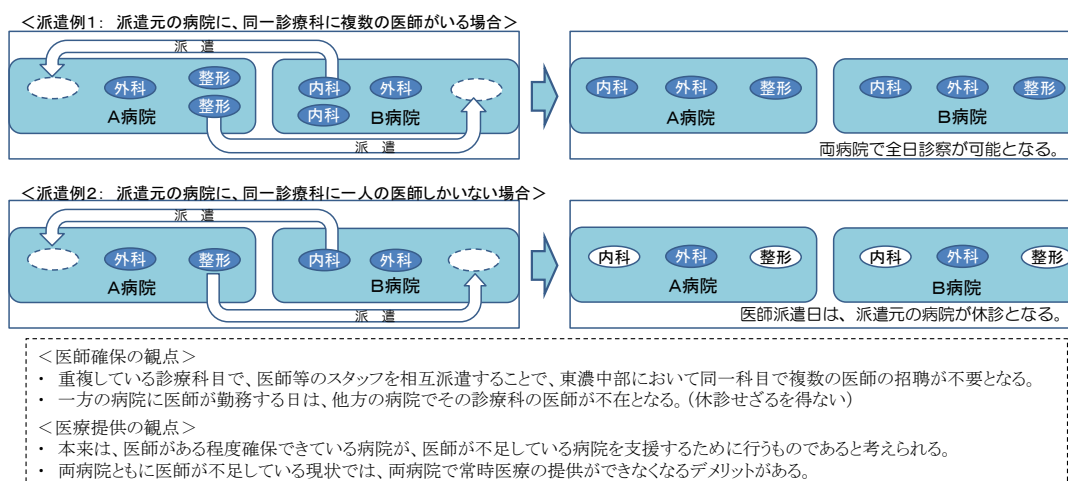 ＜派遣例1：　派遣元の病院に、同一診療科に複数の医師がいる場合＞
派　遣
外科
整形
整形
A病院
内科
内科
外科
B病院
派　遣
内科
外科
整形
A病院
内科
外科
整形
B病院
両病院で全日診察が可能となる。
＜派遣例2：　派遣元の病院に、同一診療科に一人の医師しかいない場合＞
派　遣
外科
整形
A病院
内科
外科
B病院
派　遣
内科
外科
整形
A病院
内科
外科
整形
B病院
医師派遣日は、派遣元の病院が休診となる。
＜医師確保の観点＞
・　重複している診療科目で、医師等のスタッフを相互派遣することで、東濃中部において同一科目で複数の医師の招聘が不要となる。
・　一方の病院に医師が勤務する日は、他方の病院でその診療科の医師が不在となる。（休診せざるを得ない）
＜医療提供の観点＞
・　本来は、医師がある程度確保できている病院が、医師が不足している病院を支援するために行うものであると考えられる。
・　両病院ともに医師が不足している現状では、両病院で常時医療の提供ができなくなるデメリットがある。